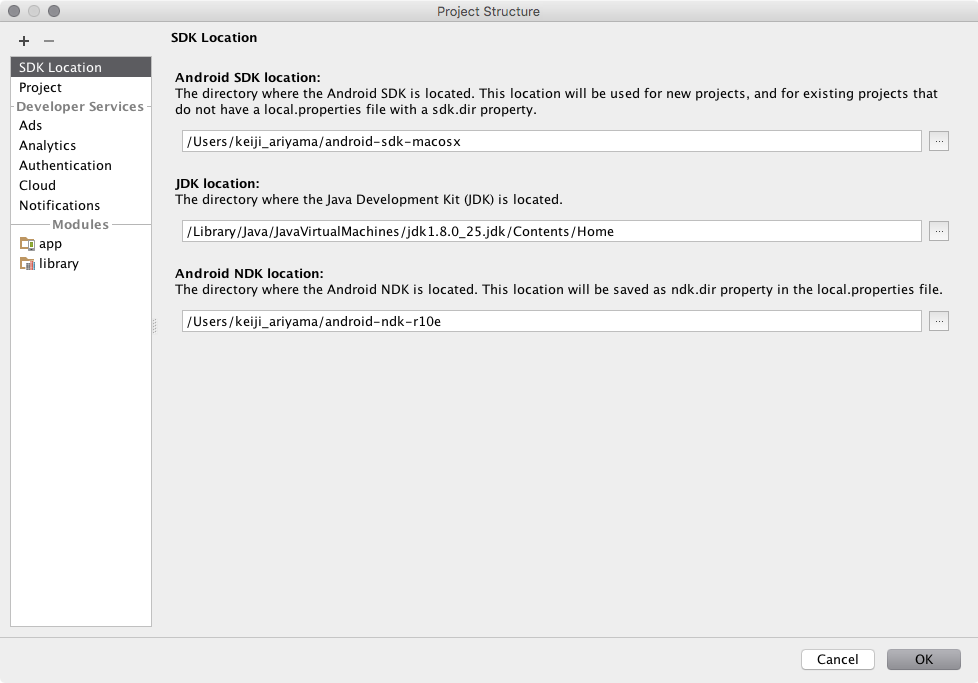 Project Structure
+ −
SDK Location
Project
Developer Services
Ads
Analytics
Authentication
Cloud
Notifications
Modules
app
library
SDK Location
Android SDK location:
The directory where the Android SDK is located. This location will be used for new projects, and for existing projects that
do not have a local.properties file with a sdk.dir property.
/Users/keiji_ariyama/android-sdk-macosx
...
JDK location:
The directory where the Java Development Kit (JDK) is located.
/Library/Java/JavaVirtualMachines/jdk1.8.0_25.jdk/Contents/Home
...
Android NDK location:
The directory where the Android NDK is located. This location will be saved as ndk.dir property in the local.properties file.
/Users/keiji_ariyama/android-ndk-r10e
...
Cancel
OK